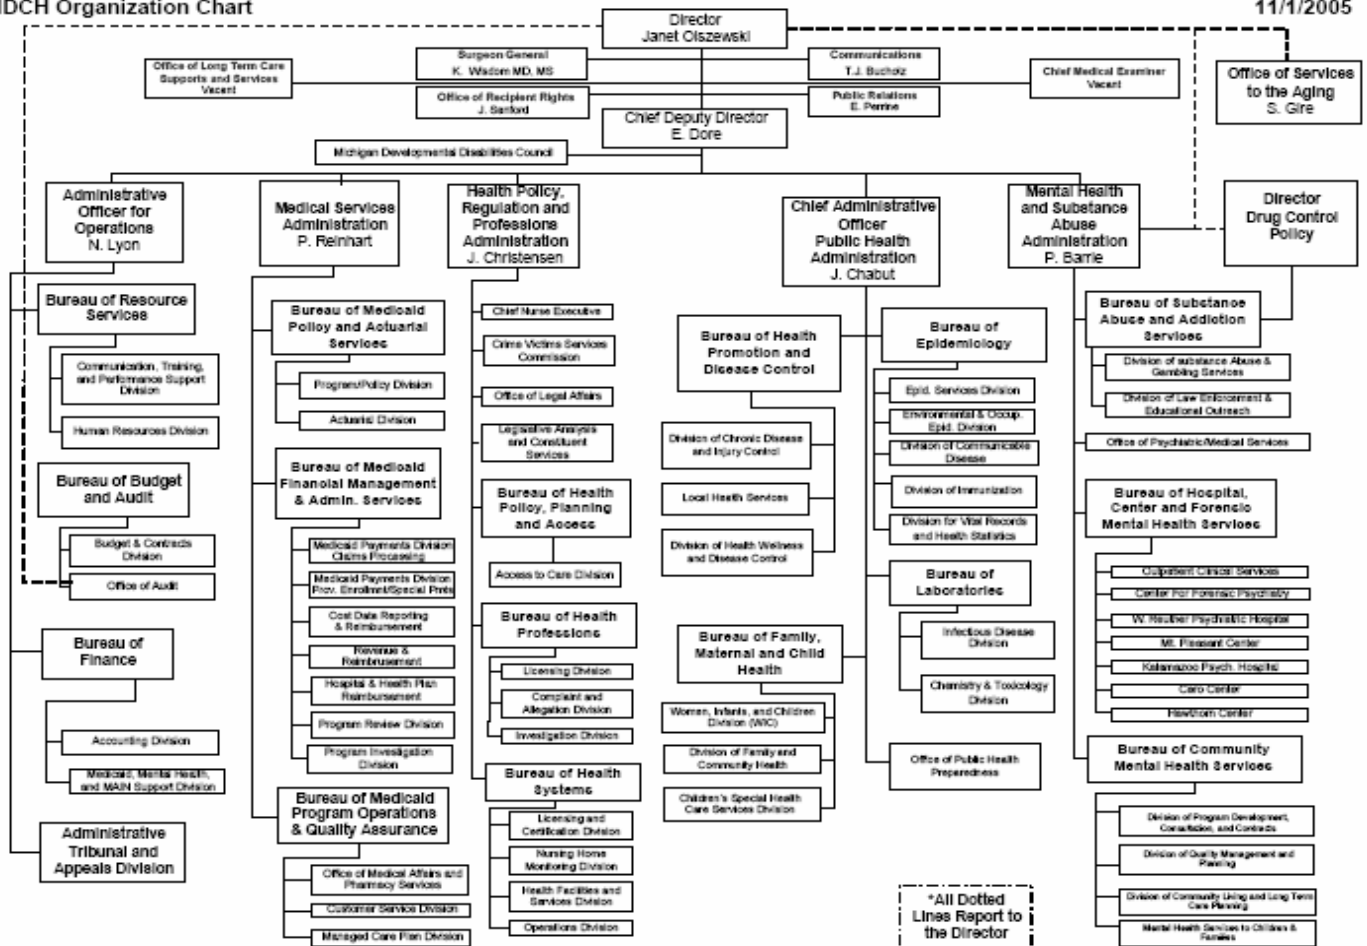 DCH Organization Chart
11/1/2005
Director
Janet Olszewski
Surgeon General
K. Wisdom MD, MS
Communications
T.J. Bucholz
Office of Long Term Care
Supports and Services
Vacant
Chief Medical Examiner
Vacant
Office of Services
to the Aging
S. Gire
Office of Recipient Rights
J. Sanford
Public Relations
E. Perrine
Chief Deputy Director
E. Dore
Michigan Developmental Disabilities Council
Administrative
Officer for
Operations
N. Lyon
Medical Services
Administration
P. Reinhart
Health Policy,
Regulation and
Professions
Administration
J. Christensen
Chief Administrative
Officer
Public Health
Administration
J. Chabut
Mental Health
and Substance
Abuse
Administration
P. Barrie
Director
Drug Control
Policy
Bureau of Resource
Services
Communication, Training,
and Performance Support
Division
Human Resources Division
Bureau of Budget
and Audit
Budget & Contracts
Division
Office of Audit
Bureau of
Finance
Accounting Division
Medicaid, Mental Health,
and MAIN Support Division
Administrative
Tribunal and
Appeals Division
Bureau of Medicaid
Policy and Actuarial
Services
Program/Policy Division
Actuarial Division
Bureau of Medicaid
Financial Management
& Admin. Services
Medicaid Payments Division
Claims Processing
Medicaid Payments Division
Prov. Enrollment/Special Pmts
Cost Data Reporting
& Reimbursement
Revenue &
Reimbursement
Hospital & Health Plan
Reimbursement
Program Review Division
Program Investigation
Division
Bureau of Medicaid
Program Operations
& Quality Assurance
Office of Medical Affairs and
Pharmacy Services
Customer Service Division
Managed Care Plan Division
Chief Nurse Executive
Crime Victims Services
Commission
Office of Legal Affairs
Legislative Analysis
and Constituent
Services
Bureau of Health
Policy, Planning
and Access
Access to Care Division
Bureau of Health
Professions
Licensing Division
Complaint and
Allegation Division
Investigation Division
Bureau of Health
Systems
Licensing and
Certification Division
Nursing Home
Monitoring Division
Health Facilities and
Services Division
Operations Division
Bureau of Health
Promotion and
Disease Control
Division of Chronic Disease
and Injury Control
Local Health Services
Division of Health Wellness
and Disease Control
Bureau of Family,
Maternal and Child
Health
Women, Infants, and Children
Division (WIC)
Division of Family and
Community Health
Children's Special Health
Care Services Division
Bureau of
Epidemiology
Epid. Services Division
Environmental & Occup.
Epid. Division
Division of Communicable
Disease
Division of Immunization
Division for Vital Records
and Health Statistics
Bureau of
Laboratories
Infectious Disease
Division
Chemistry & Toxicology
Division
Office of Public Health
Preparedness
Bureau of Substance
Abuse and Addiction
Services
Division of substance Abuse &
Gambling Services
Division of Law Enforcement &
Educational Outreach
Office of Psychiatric/Medical Services
Bureau of Hospital,
Center and Forensic
Mental Health Services
Outpatient Clinical Services
Center For Forensic Psychiatry
W. Reuther Psychiatric Hospital
Mt. Pleasant Center
Kalamazoo Psych. Hospital
Caro Center
Hawthorn Center
Bureau of Community
Mental Health Services
Division of Program Development,
Consultation, and Contracts
Division of Quality Management and
Planning
Division of Community Living and Long Term
Care Planning
Mental Health Services to Children &
Families
*All Dotted
Lines Report to
the Director